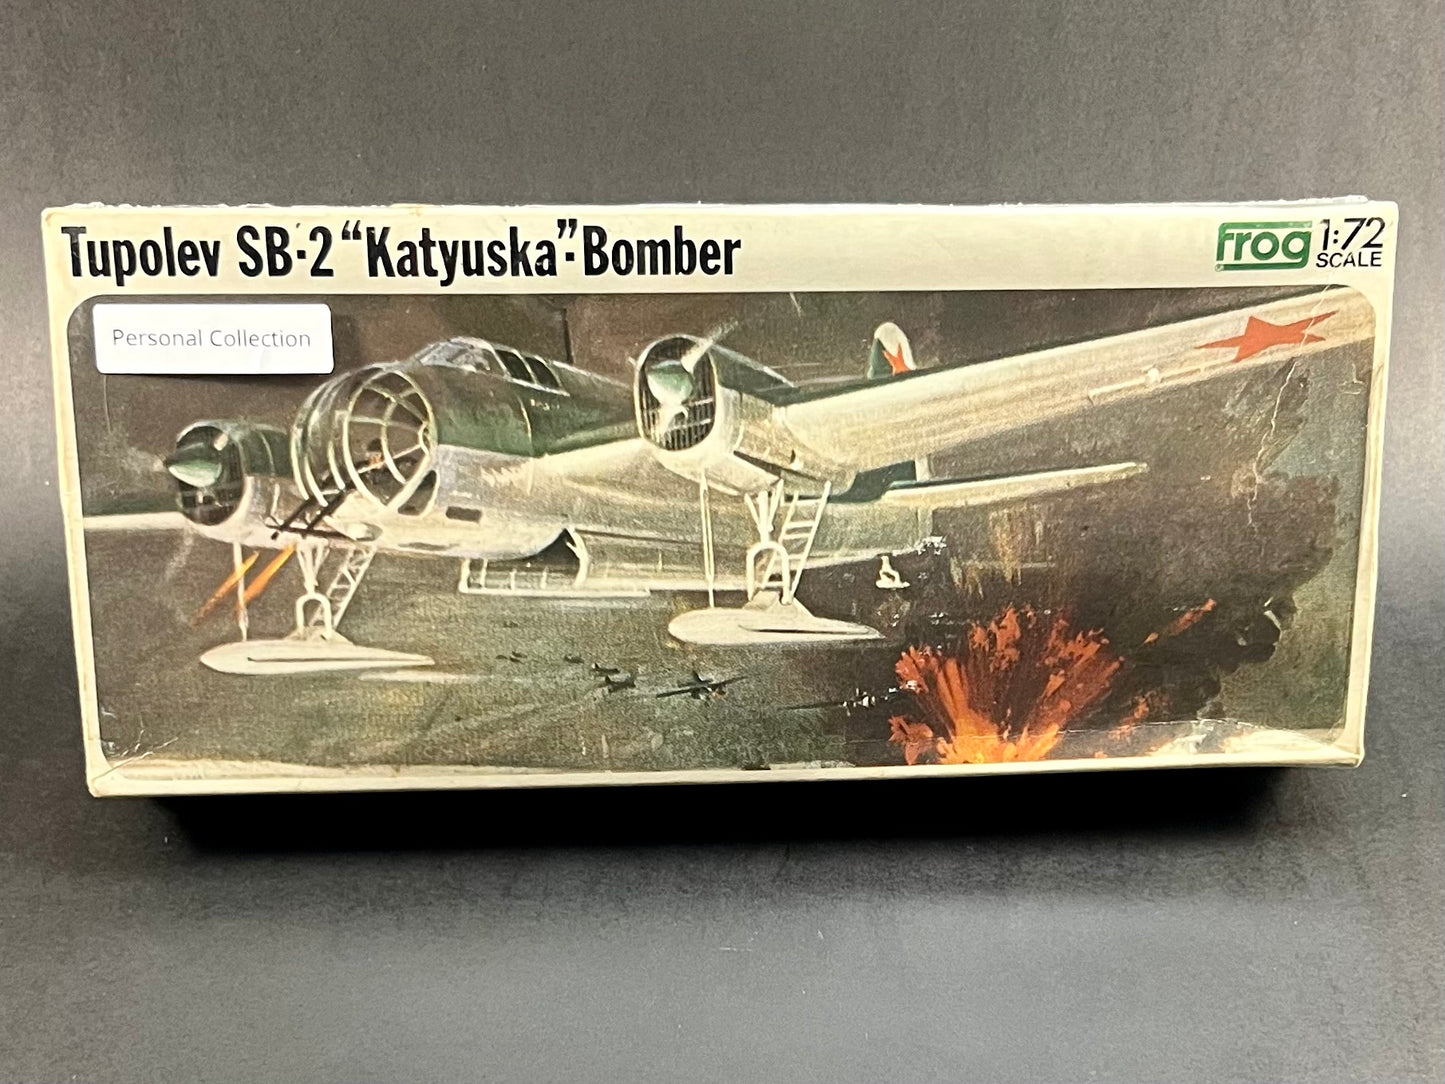 Tupolev SB-2 “Katyuska”-Bomber
frog 1:72
SCALE
Personal Collection